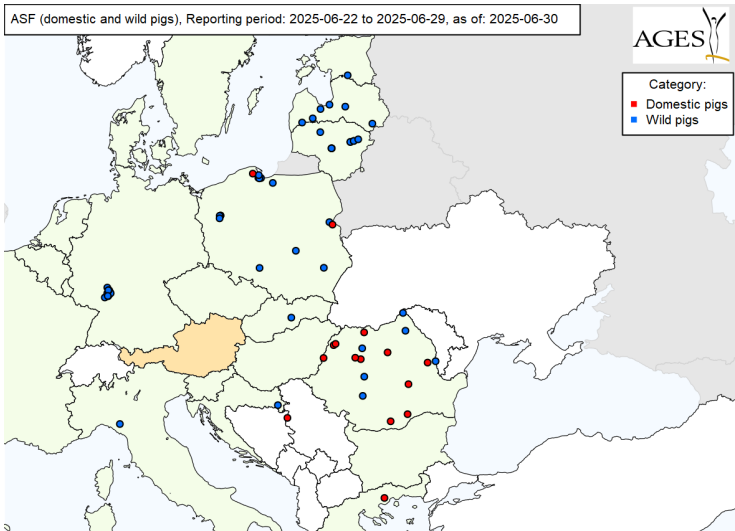 ASF (domestic and wild pigs), Reporting period: 2025-06-22 to 2025-06-29, as of: 2025-06-30
AGES
Category:
Domestic pigs
Wild pigs